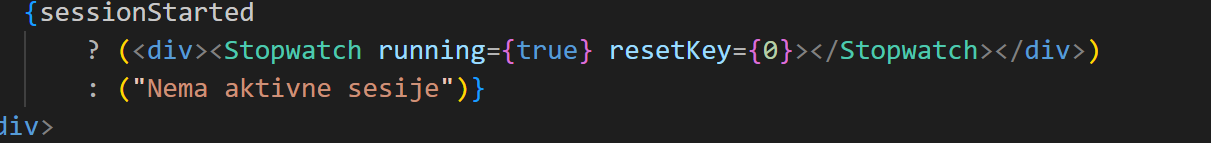 {sessionStarted
? (<div><Stopwatch running={true} resetKey={0}></Stopwatch></div>)
: ("Nema aktivne sesije")}
div>